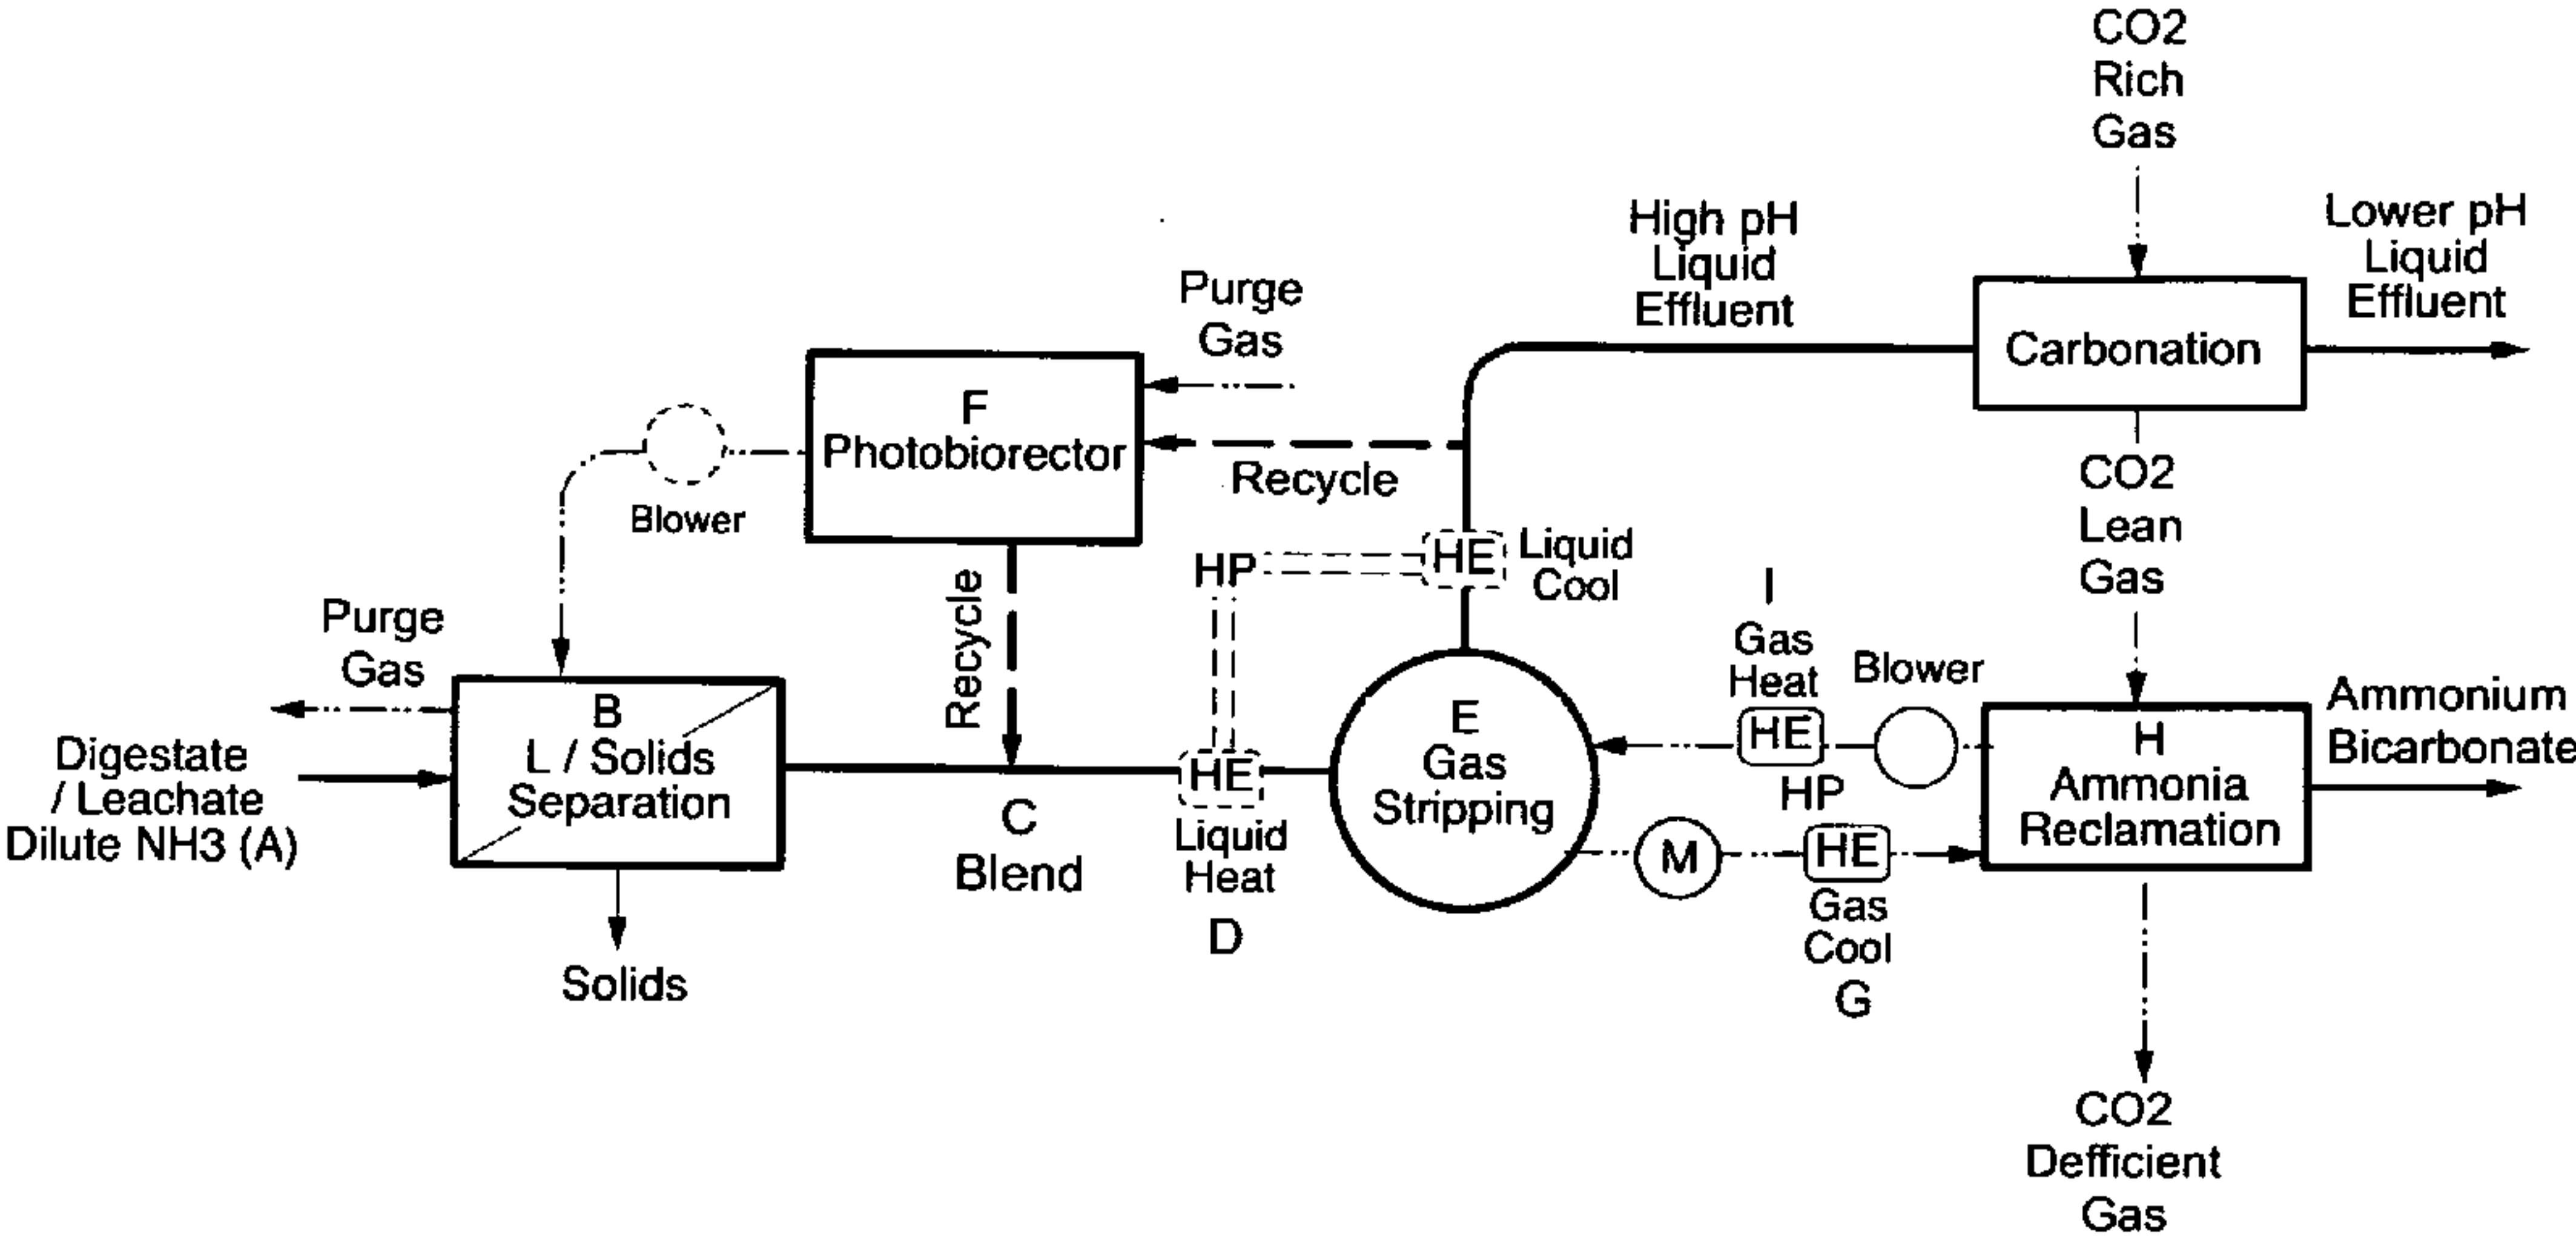 CO2
Rich
Gas
High pH
Liquid
Effluent
Lower pH
Liquid
Effluent
Purge
Gas
Carbonation
F
Photobiorector
Recycle
Blower
CO2
Lean
Gas
HP
HE
Liquid
Cool
Recycle
Purge
Gas
I
Gas
Heat
Blower
B
L / Solids
Separation
Digestate
/ Leachate
Dilute NH3 (A)
HE
Liquid
Heat
D
C
Blend
E
Gas
Stripping
HE
HP
M
HE
Gas
Cool
G
H
Ammonia
Reclamation
Ammonium
Bicarbonate
Solids
CO2
Defficient
Gas